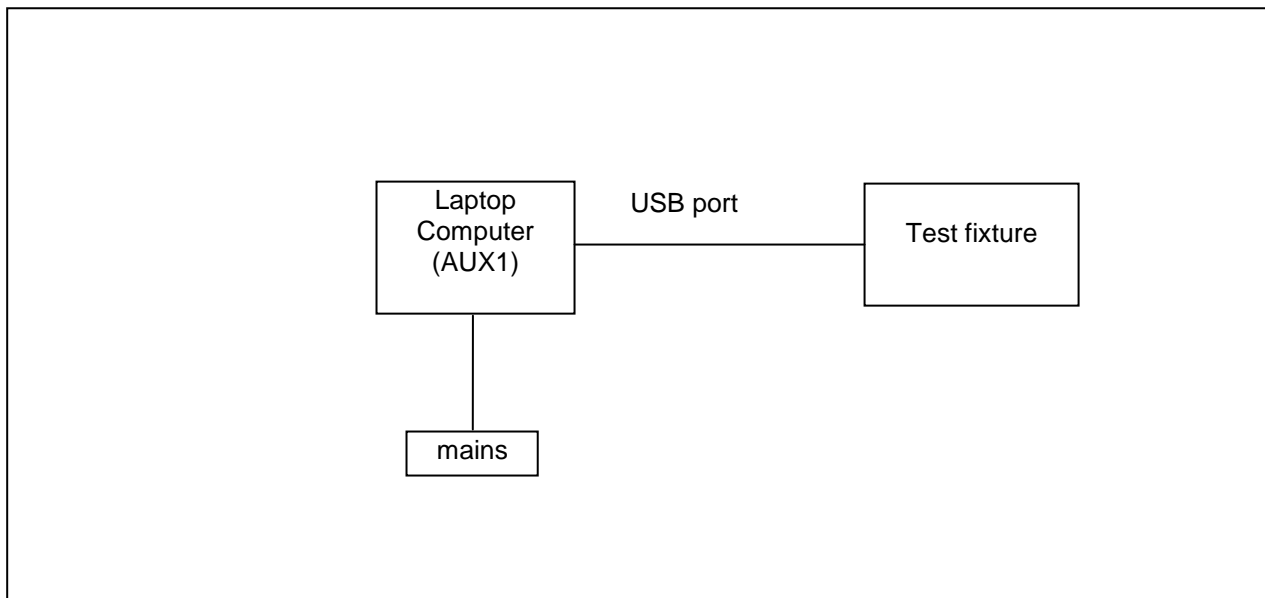 Laptop
Computer
(AUX1)
USB port
Test fixture
mains